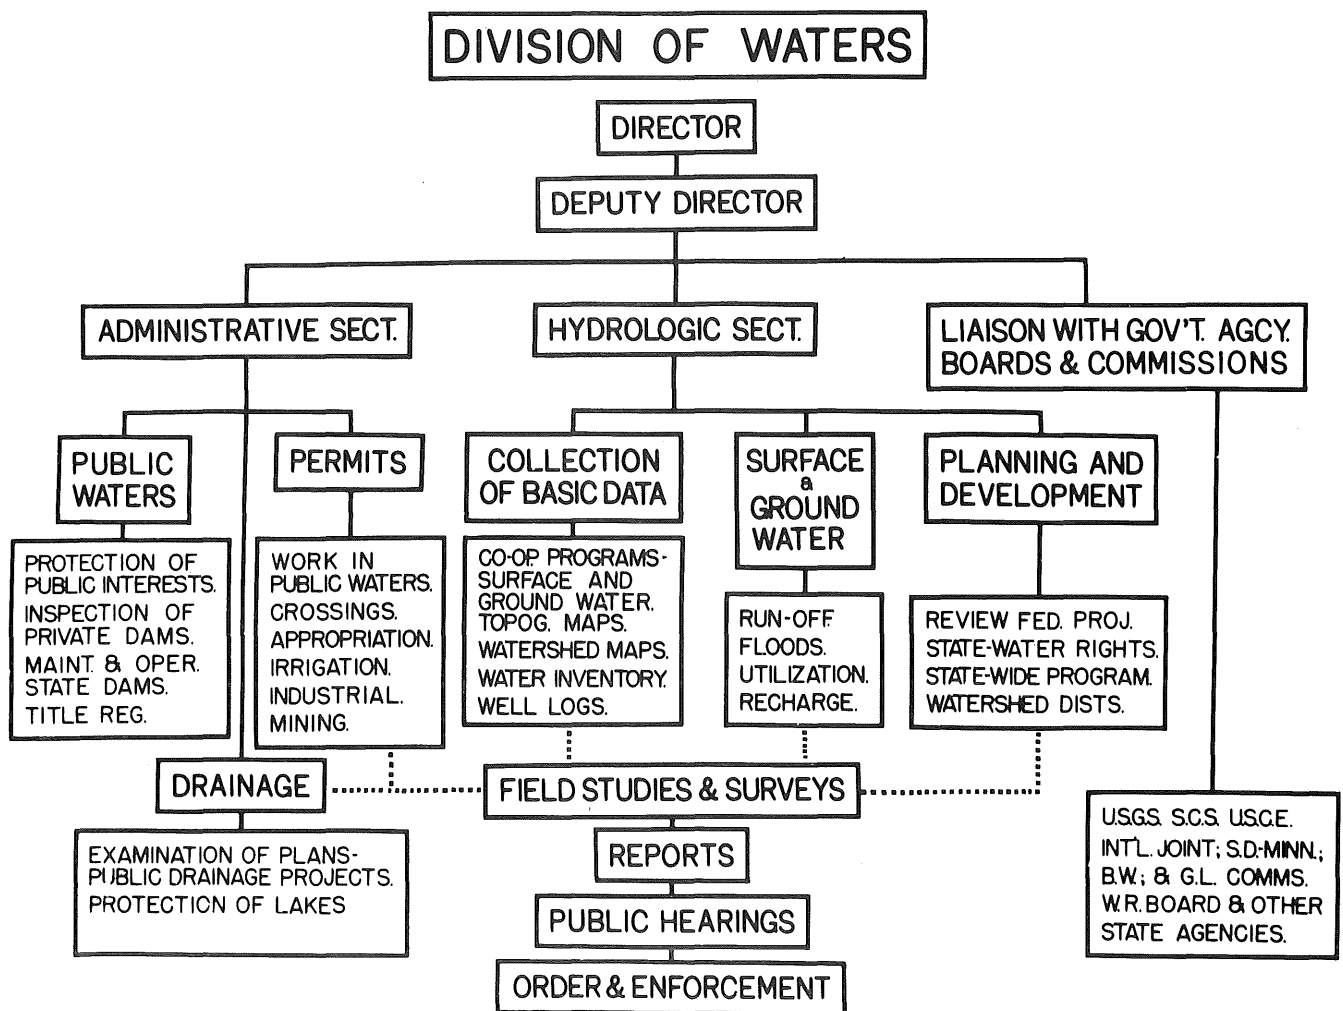 DIVISION OF WATERS
DIRECTOR
DEPUTY DIRECTOR
ADMINISTRATIVE SECT.
HYDROLOGIC SECT.
LIAISON WITH GOV'T. AGCY.
BOARDS & COMMISSIONS
PUBLIC
WATERS
PERMITS
COLLECTION
OF BASIC DATA
SURFACE
&
GROUND
WATER
PLANNING AND
DEVELOPMENT
PROTECTION OF
PUBLIC INTERESTS.
INSPECTION OF
PRIVATE DAMS.
MAINT. & OPER.
STATE DAMS.
TITLE REG.
WORK IN
PUBLIC WATERS.
CROSSINGS.
APPROPRIATION.
IRRIGATION.
INDUSTRIAL.
MINING.
CO-OP. PROGRAMS-
SURFACE AND
GROUND WATER.
TOPOG. MAPS.
WATERSHED MAPS.
WATER INVENTORY.
WELL LOGS.
RUN-OFF.
FLOODS.
UTILIZATION.
RECHARGE.
REVIEW FED. PROJ.
STATE-WATER RIGHTS.
STATE-WIDE PROGRAM.
WATERSHED DISTS.
DRAINAGE
EXAMINATION OF PLANS-
PUBLIC DRAINAGE PROJECTS.
PROTECTION OF LAKES
FIELD STUDIES & SURVEYS
REPORTS
PUBLIC HEARINGS
ORDER & ENFORCEMENT
U.S.G.S. S.C.S. U.S.C.E.
INT'L. JOINT; S.D.-MINN.;
B.W.; & G.L. COMMS.
W.R. BOARD & OTHER
STATE AGENCIES.